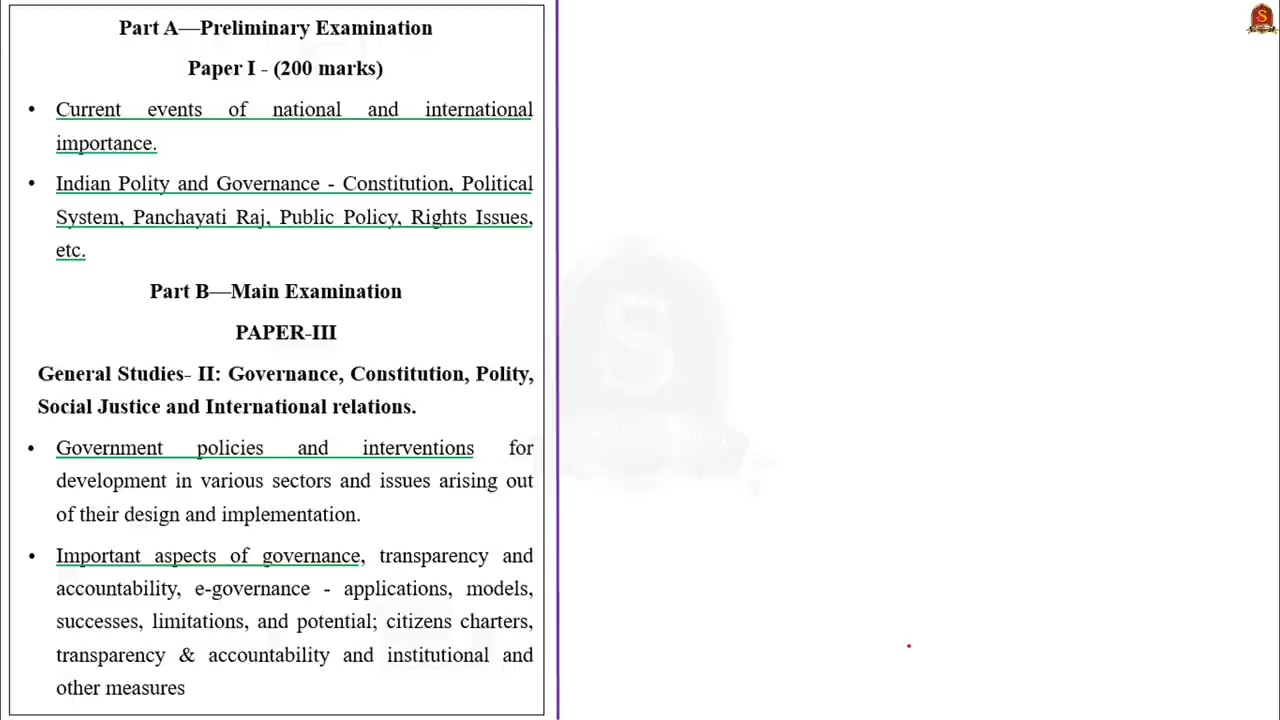 Part A—Preliminary Examination
Paper I - (200 marks)
• Current events of national and international
importance.
• Indian Polity and Governance - Constitution, Political
System, Panchayati Raj, Public Policy, Rights Issues,
etc.
Part B—Main Examination
PAPER-III
General Studies- II: Governance, Constitution, Polity,
Social Justice and International relations.
• Government policies and interventions for
development in various sectors and issues arising out
of their design and implementation.
• Important aspects of governance, transparency and
accountability, e-governance - applications, models,
successes, limitations, and potential; citizens charters,
transparency & accountability and institutional and
other measures
S
S